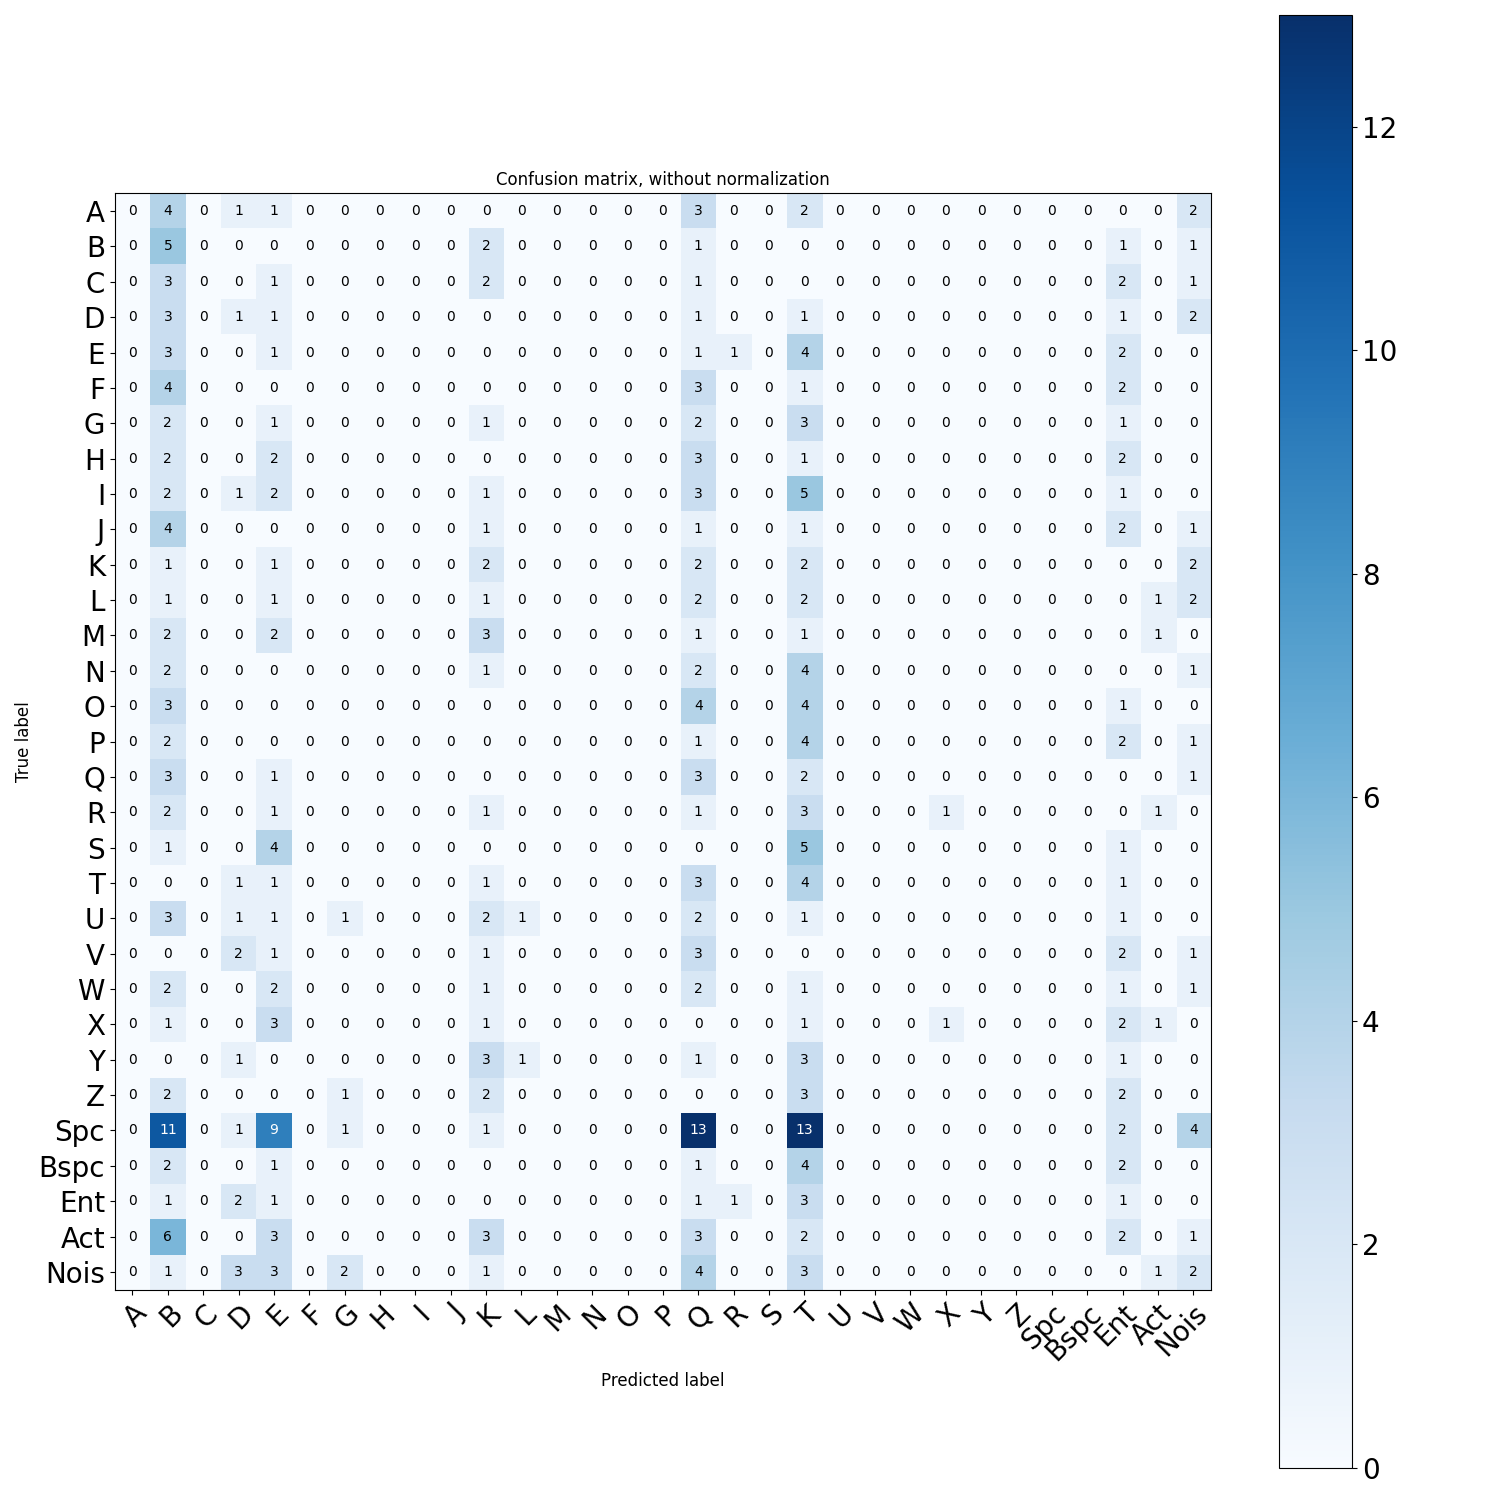 Confusion matrix, without normalization
A 0 4 0 1 1 0 0 0 0 0 0 0 0 0 0 0 3 0 0 2 0 0 0 0 0 0 0 0 0 0 2
B 0 5 0 0 0 0 0 0 0 0 2 0 0 0 0 0 1 0 0 0 0 0 0 0 0 0 0 0 1 0 1
C 0 3 0 0 1 0 0 0 0 0 2 0 0 0 0 0 1 0 0 0 0 0 0 0 0 0 0 0 2 0 1
D 0 3 0 1 1 0 0 0 0 0 0 0 0 0 0 0 1 0 0 1 0 0 0 0 0 0 0 0 1 0 2
E 0 3 0 0 1 0 0 0 0 0 0 0 0 0 0 0 1 1 0 4 0 0 0 0 0 0 0 0 2 0 0
F 0 4 0 0 0 0 0 0 0 0 0 0 0 0 0 0 3 0 0 1 0 0 0 0 0 0 0 0 2 0 0
G 0 2 0 0 1 0 0 0 0 0 1 0 0 0 0 0 2 0 0 3 0 0 0 0 0 0 0 0 1 0 0
H 0 2 0 0 2 0 0 0 0 0 0 0 0 0 0 0 3 0 0 1 0 0 0 0 0 0 0 0 2 0 0
I 0 2 0 1 2 0 0 0 0 0 1 0 0 0 0 0 3 0 0 5 0 0 0 0 0 0 0 0 1 0 0
J 0 4 0 0 0 0 0 0 0 0 1 0 0 0 0 0 1 0 0 1 0 0 0 0 0 0 0 0 2 0 1
K 0 1 0 0 1 0 0 0 0 0 2 0 0 0 0 0 2 0 0 2 0 0 0 0 0 0 0 0 0 0 2
L 0 1 0 0 1 0 0 0 0 0 1 0 0 0 0 0 2 0 0 2 0 0 0 0 0 0 0 0 0 1 2
M 0 2 0 0 2 0 0 0 0 0 3 0 0 0 0 0 1 0 0 1 0 0 0 0 0 0 0 0 0 1 0
N 0 2 0 0 0 0 0 0 0 0 1 0 0 0 0 0 2 0 0 4 0 0 0 0 0 0 0 0 0 0 1
O 0 3 0 0 0 0 0 0 0 0 0 0 0 0 0 0 4 0 0 4 0 0 0 0 0 0 0 0 1 0 0
P 0 2 0 0 0 0 0 0 0 0 0 0 0 0 0 0 1 0 0 4 0 0 0 0 0 0 0 0 2 0 1
Q 0 3 0 0 1 0 0 0 0 0 0 0 0 0 0 0 3 0 0 2 0 0 0 0 0 0 0 0 0 0 1
R 0 2 0 0 1 0 0 0 0 0 1 0 0 0 0 0 1 0 0 3 0 0 0 1 0 0 0 0 0 1 0
S 0 1 0 0 4 0 0 0 0 0 0 0 0 0 0 0 0 0 0 5 0 0 0 0 0 0 0 0 1 0 0
T 0 0 0 1 1 0 0 0 0 0 1 0 0 0 0 0 3 0 0 4 0 0 0 0 0 0 0 0 1 0 0
U 0 3 0 1 1 0 1 0 0 0 2 1 0 0 0 0 2 0 0 1 0 0 0 0 0 0 0 0 1 0 0
V 0 0 0 2 1 0 0 0 0 0 1 0 0 0 0 0 3 0 0 0 0 0 0 0 0 0 0 0 2 0 1
W 0 2 0 0 2 0 0 0 0 0 1 0 0 0 0 0 2 0 0 1 0 0 0 0 0 0 0 0 1 0 1
X 0 1 0 0 3 0 0 0 0 0 1 0 0 0 0 0 0 0 0 1 0 0 0 1 0 0 0 0 2 1 0
Y 0 0 0 1 0 0 0 0 0 0 3 1 0 0 0 0 1 0 0 3 0 0 0 0 0 0 0 0 1 0 0
Z 0 2 0 0 0 0 1 0 0 0 2 0 0 0 0 0 0 0 0 3 0 0 0 0 0 0 0 0 2 0 0
Spc 0 11 0 1 9 0 1 0 0 0 1 0 0 0 0 0 13 0 0 13 0 0 0 0 0 0 0 0 2 0 4
Bspc 0 2 0 0 1 0 0 0 0 0 0 0 0 0 0 0 1 0 0 4 0 0 0 0 0 0 0 0 2 0 0
Ent 0 1 0 2 1 0 0 0 0 0 0 0 0 0 0 0 1 1 0 3 0 0 0 0 0 0 0 0 1 0 0
Act 0 6 0 0 3 0 0 0 0 0 3 0 0 0 0 0 3 0 0 2 0 0 0 0 0 0 0 0 2 0 1
Nois 0 1 0 3 3 0 2 0 0 0 1 0 0 0 0 0 4 0 0 3 0 0 0 0 0 0 0 0 0 1 2
A B C D E F G H I J K L M N O P Q R S T U V W X Y Z Spc Bspc Ent Act Nois
Predicted label
True label
12
10
8
6
4
2
0